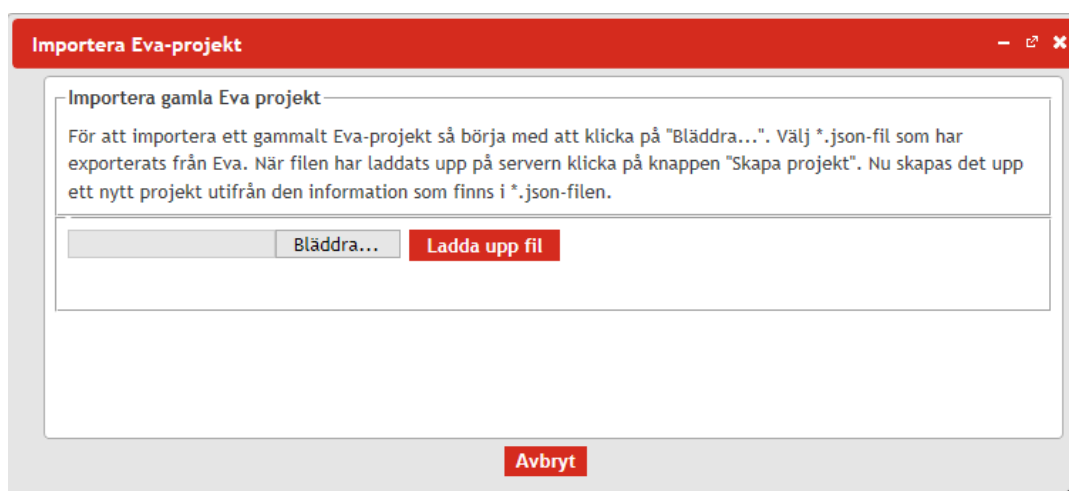 Importera Eva-projekt
Importera gamla Eva projekt
För att importera ett gammalt Eva-projekt så börja med att klicka på "Bläddra...". Välj *.json-fil som har
exporterats från Eva. När filen har laddats upp på servern klicka på knappen "Skapa projekt". Nu skapas det upp
ett nytt projekt utifrån den information som finns i *.json-filen.
Bläddra... Ladda upp fil
Avbryt